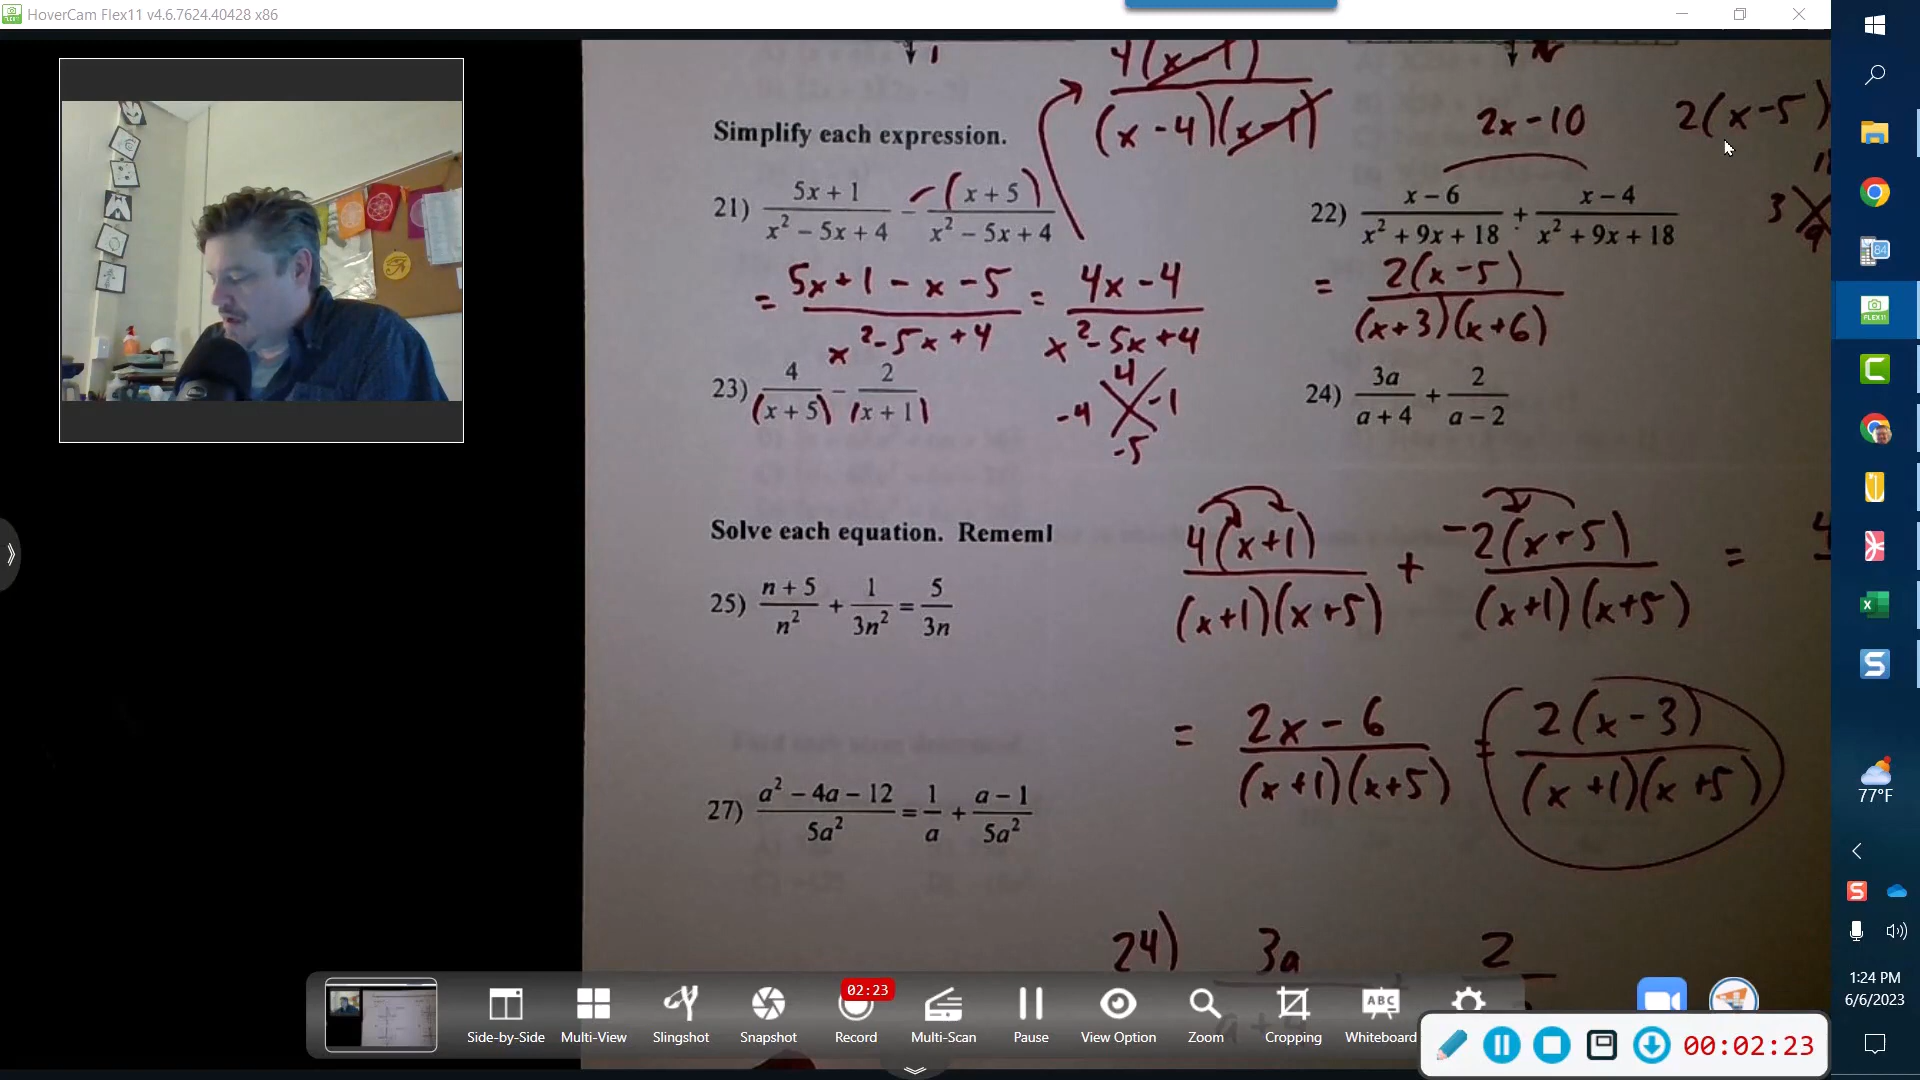 HoverCam Flex11 v4.6.7624.40428 x86
4(x-1)
(x-4)(x-1)
2x-10
2(x-5)
Simplify each expression.
21) (5x + 1)/(x² - 5x + 4) - (x + 5)/(x² - 5x + 4)
22) (x - 6)/(x² + 9x + 18) + (x - 4)/(x² + 9x + 18)
3
9
= (5x+1-x-5)/(x²-5x+4) = (4x-4)/(x²-5x+4)
= 2(x-5)/(x+3)(x+6)
4
-4 -1
-5
23) 4/(x + 5) - 2/(x + 1)
24) 3a/(a + 4) + 2/(a - 2)
Solve each equation. Rememl
4(x+1)/(x+1)(x+5) + -2(x+5)/(x+1)(x+5) = 4
25) (n + 5)/n² + 1/3n² = 5/3n
= (2x-6)/(x+1)(x+5) = 2(x-3)/(x+1)(x+5)
27) (a² - 4a - 12)/5a² = 1/a + (a - 1)/5a²
24) 3a 2
02:23
Side-by-Side Multi-View Slingshot Snapshot Record Multi-Scan Pause View Option Zoom Cropping ABC Whiteboard
00:02:23
84
FLEX11
77°F
1:24 PM
6/6/2023